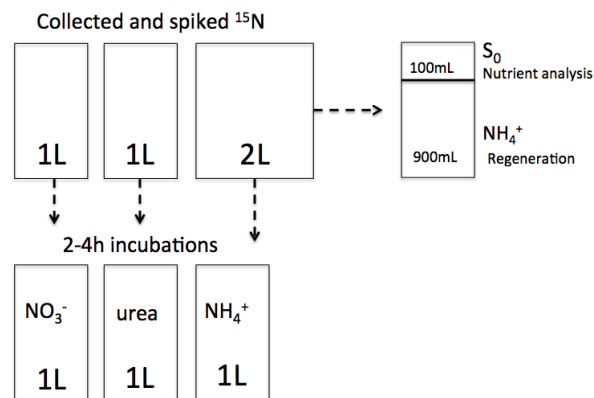 Collected and spiked ¹⁵N
1L
1L
2L
100mL
S₀
Nutrient analysis
900mL
NH₄⁺
Regeneration
2-4h incubations
NO₃⁻
urea
NH₄⁺
1L
1L
1L